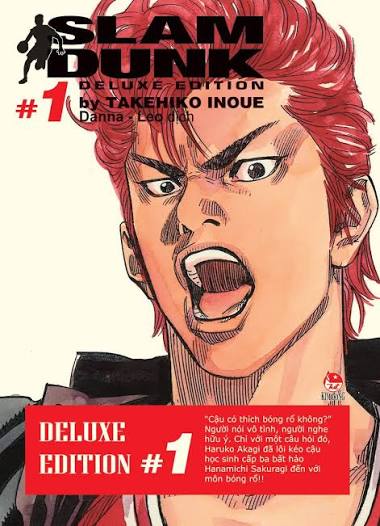 SLAM
DUNK
DELUXE EDITION
#1 by TAKEHIKO INOUE
Danna - Leo dịch
KIM ĐỒNG
DELUXE
EDITION #1
"Cậu có thích bóng rổ không?"
Người nói vô tình, người nghe
hữu ý. Chỉ với một câu hỏi đó,
Haruko Akagi đã lôi kéo cậu
học sinh cấp ba bất hảo
Hanamichi Sakuragi đến với
môn bóng rổ!!